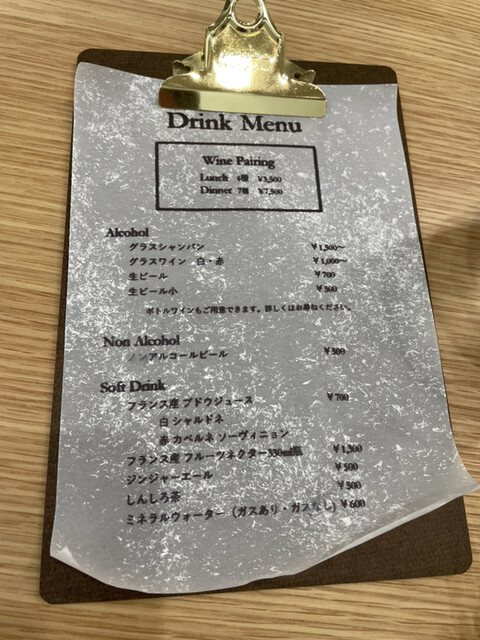 Drink Menu
Wine Pairing
Lunch 4種 ¥3,500
Dinner 7種 ¥7,500
Alcohol
グラスシャンパン ¥1,500〜
グラスワイン 白・赤 ¥1,000〜
生ビール ¥700
生ビール小 ¥500
ボトルワインもご用意できます。詳しくはお尋ねください。
Non Alcohol
ノンアルコールビール ¥500
Soft Drink
フランス産 ブドウジュース ¥700
白 シャルドネ
赤 カベルネ ソーヴィニョン
フランス産 フルーツネクター330ml瓶 ¥1,300
ジンジャーエール ¥500
しんしろ茶 ¥500
ミネラルウォーター (ガスあり・ガスなし) ¥600